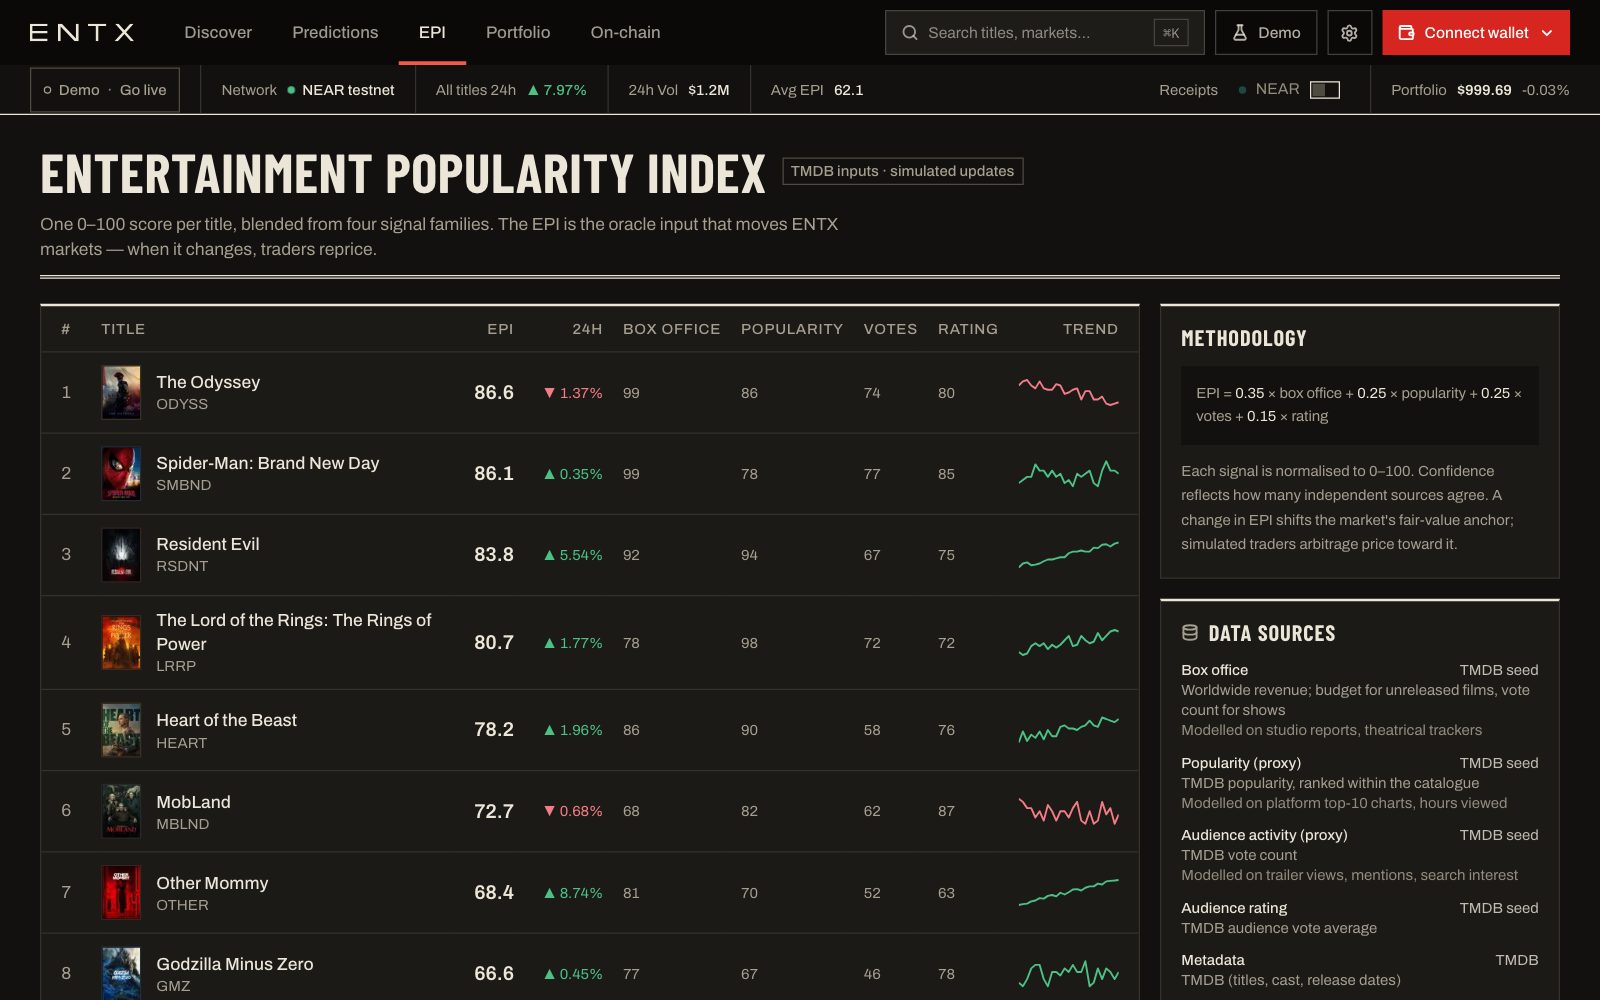 ENTX
Discover
Predictions
EPI
Portfolio
On-chain
Search titles, markets...
⌘K
Demo
Connect wallet
Demo · Go live
Network NEAR testnet
All titles 24h ▲ 7.97%
24h Vol $1.2M
Avg EPI 62.1
Receipts NEAR
Portfolio $999.69 -0.03%
ENTERTAINMENT POPULARITY INDEX
TMDB inputs · simulated updates
One 0–100 score per title, blended from four signal families. The EPI is the oracle input that moves ENTX
markets — when it changes, traders reprice.
# TITLE EPI 24H BOX OFFICE POPULARITY VOTES RATING TREND
1 The Odyssey 86.6 ▼ 1.37% 99 86 74 80
ODYSS
2 Spider-Man: Brand New Day 86.1 ▲ 0.35% 99 78 77 85
SMBND
3 Resident Evil 83.8 ▲ 5.54% 92 94 67 75
RSDNT
4 The Lord of the Rings: The Rings of
Power 80.7 ▲ 1.77% 78 98 72 72
LRRP
5 Heart of the Beast 78.2 ▲ 1.96% 86 90 58 76
HEART
6 MobLand 72.7 ▼ 0.68% 68 82 62 87
MBLND
7 Other Mommy 68.4 ▲ 8.74% 81 70 52 63
OTHER
8 Godzilla Minus Zero 66.6 ▲ 0.45% 77 67 46 78
GMZ
METHODOLOGY
EPI = 0.35 × box office + 0.25 × popularity + 0.25 ×
votes + 0.15 × rating
Each signal is normalised to 0–100. Confidence
reflects how many independent sources agree. A
change in EPI shifts the market's fair-value anchor;
simulated traders arbitrage price toward it.
DATA SOURCES
Box office TMDB seed
Worldwide revenue; budget for unreleased films, vote
count for shows
Modelled on studio reports, theatrical trackers
Popularity (proxy) TMDB seed
TMDB popularity, ranked within the catalogue
Modelled on platform top-10 charts, hours viewed
Audience activity (proxy) TMDB seed
TMDB vote count
Modelled on trailer views, mentions, search interest
Audience rating TMDB seed
TMDB audience vote average
Metadata TMDB
TMDB (titles, cast, release dates)